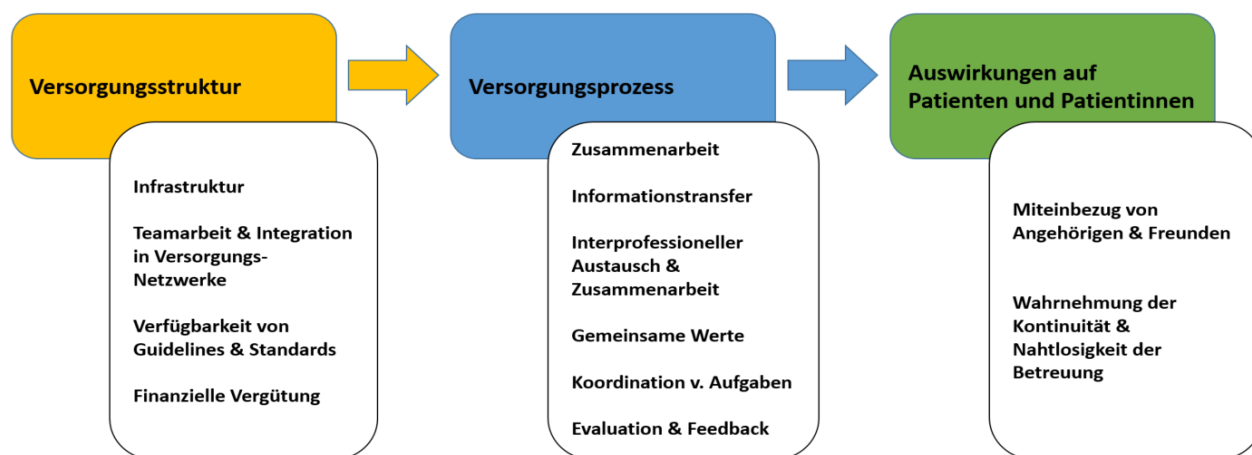 Versorgungsstruktur
Infrastruktur
Teamarbeit & Integration
in Versorgungs-
Netzwerke
Verfügbarkeit von
Guidelines & Standards
Finanzielle Vergütung
Versorgungsprozess
Zusammenarbeit
Informationstransfer
Interprofessioneller
Austausch &
Zusammenarbeit
Gemeinsame Werte
Koordination v. Aufgaben
Evaluation & Feedback
Auswirkungen auf
Patienten und Patientinnen
Miteinbezug von
Angehörigen & Freunden
Wahrnehmung der
Kontinuität &
Nahtlosigkeit der
Betreuung